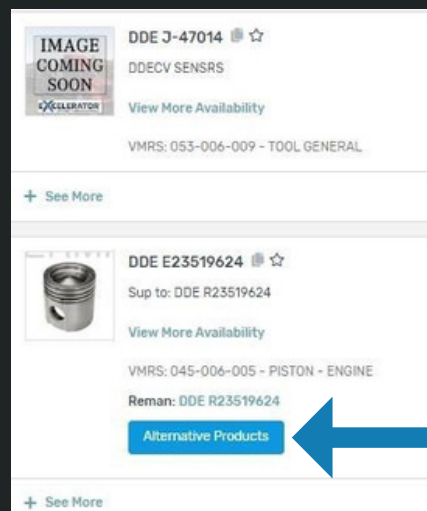 IMAGE
COMING
SOON
EXCELERATOR
DDE J-47014
DDECV SENSRS
View More Availability
VMRS: 053-006-009 - TOOL GENERAL
+ See More
DDE E23519624
Sup to: DDE R23519624
View More Availability
VMRS: 045-006-005 - PISTON - ENGINE
Reman: DDE R23519624
Alternative Products
+ See More